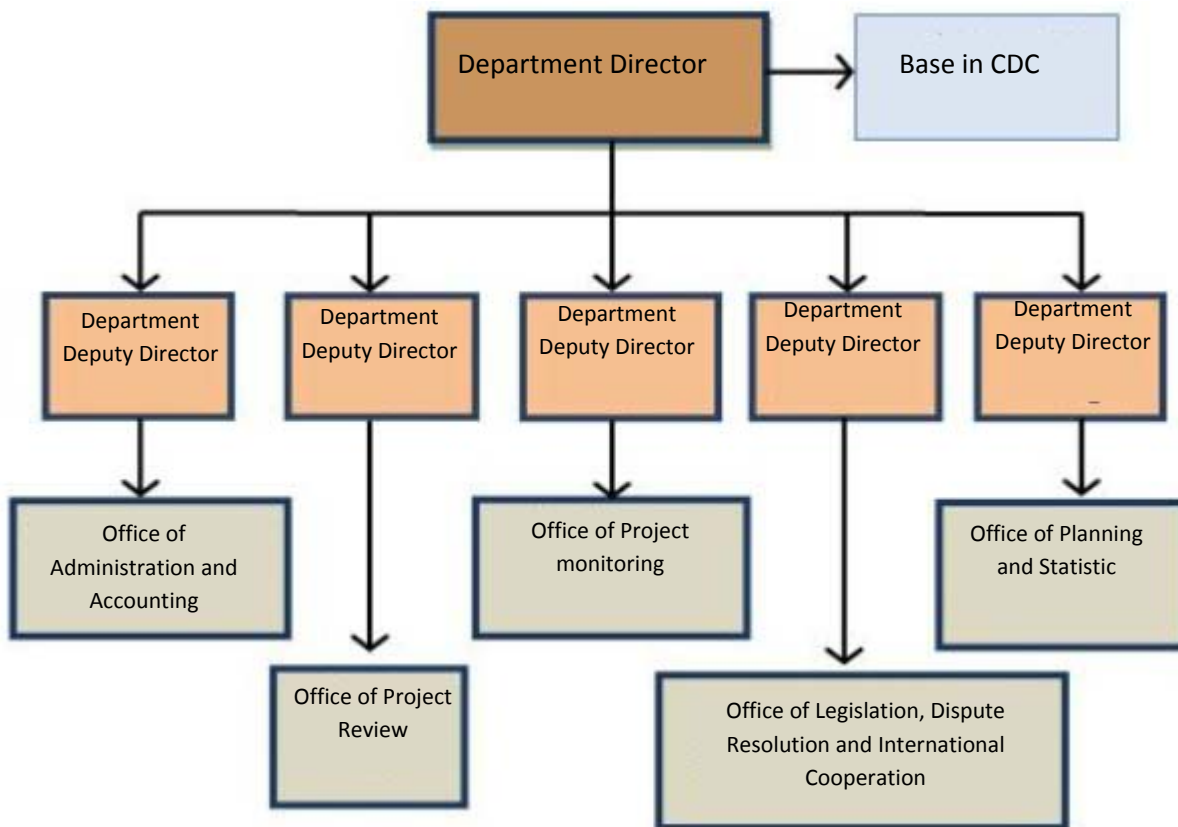 Department Director
Base in CDC
Department
Deputy Director
Department
Deputy Director
Department
Deputy Director
Department
Deputy Director
Department
Deputy Director
Office of
Administration and
Accounting
Office of Project
Review
Office of Project
monitoring
Office of Legislation, Dispute
Resolution and International
Cooperation
Office of Planning
and Statistic